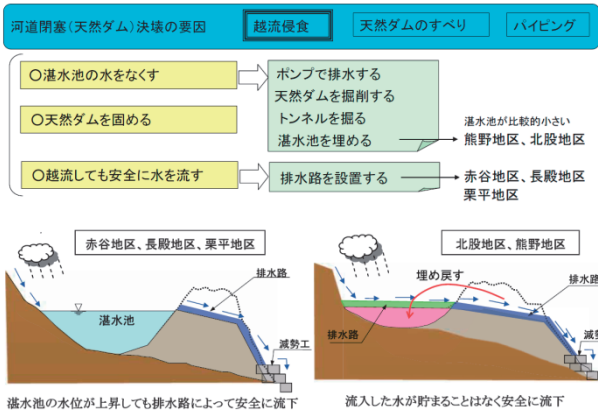 河道閉塞(天然ダム)決壊の要因
越流侵食
天然ダムのすべり
パイピング
〇湛水池の水をなくす
ポンプで排水する
天然ダムを掘削する
トンネルを掘る
湛水池を埋める
〇天然ダムを固める
湛水池が比較的小さい
熊野地区、北股地区
〇越流しても安全に水を流す
排水路を設置する
赤谷地区、長殿地区
栗平地区
赤谷地区、長殿地区、栗平地区
排水路
湛水池
減勢工
湛水池の水位が上昇しても排水路によって安全に流下
北股地区、熊野地区
埋め戻す
排水路
排水路
減勢工
流入した水が貯まることはなく安全に流下